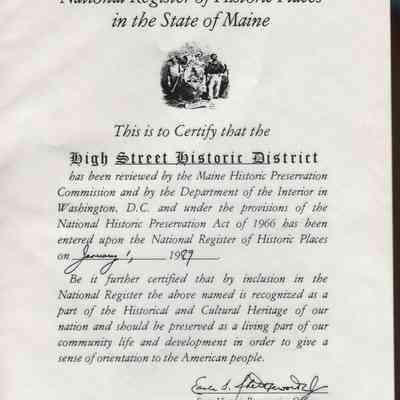 National Register of Historic Places
in the State of Maine
This is to Certify that the
High Street Historic District
has been reviewed by the Maine Historic Preservation
Commission and by the Department of the Interior in
Washington, D.C. and under the provisions of the
National Historic Preservation Act of 1966 has been
entered upon the National Register of Historic Places
on January 1, 1989.
Be it further certified that by inclusion in the
National Register the above named is recognized as a
part of the Historical and Cultural Heritage of our
nation and should be preserved as a living part of our
community life and development in order to give a
sense of orientation to the American people.
Earle G. Shettleworth Jr.